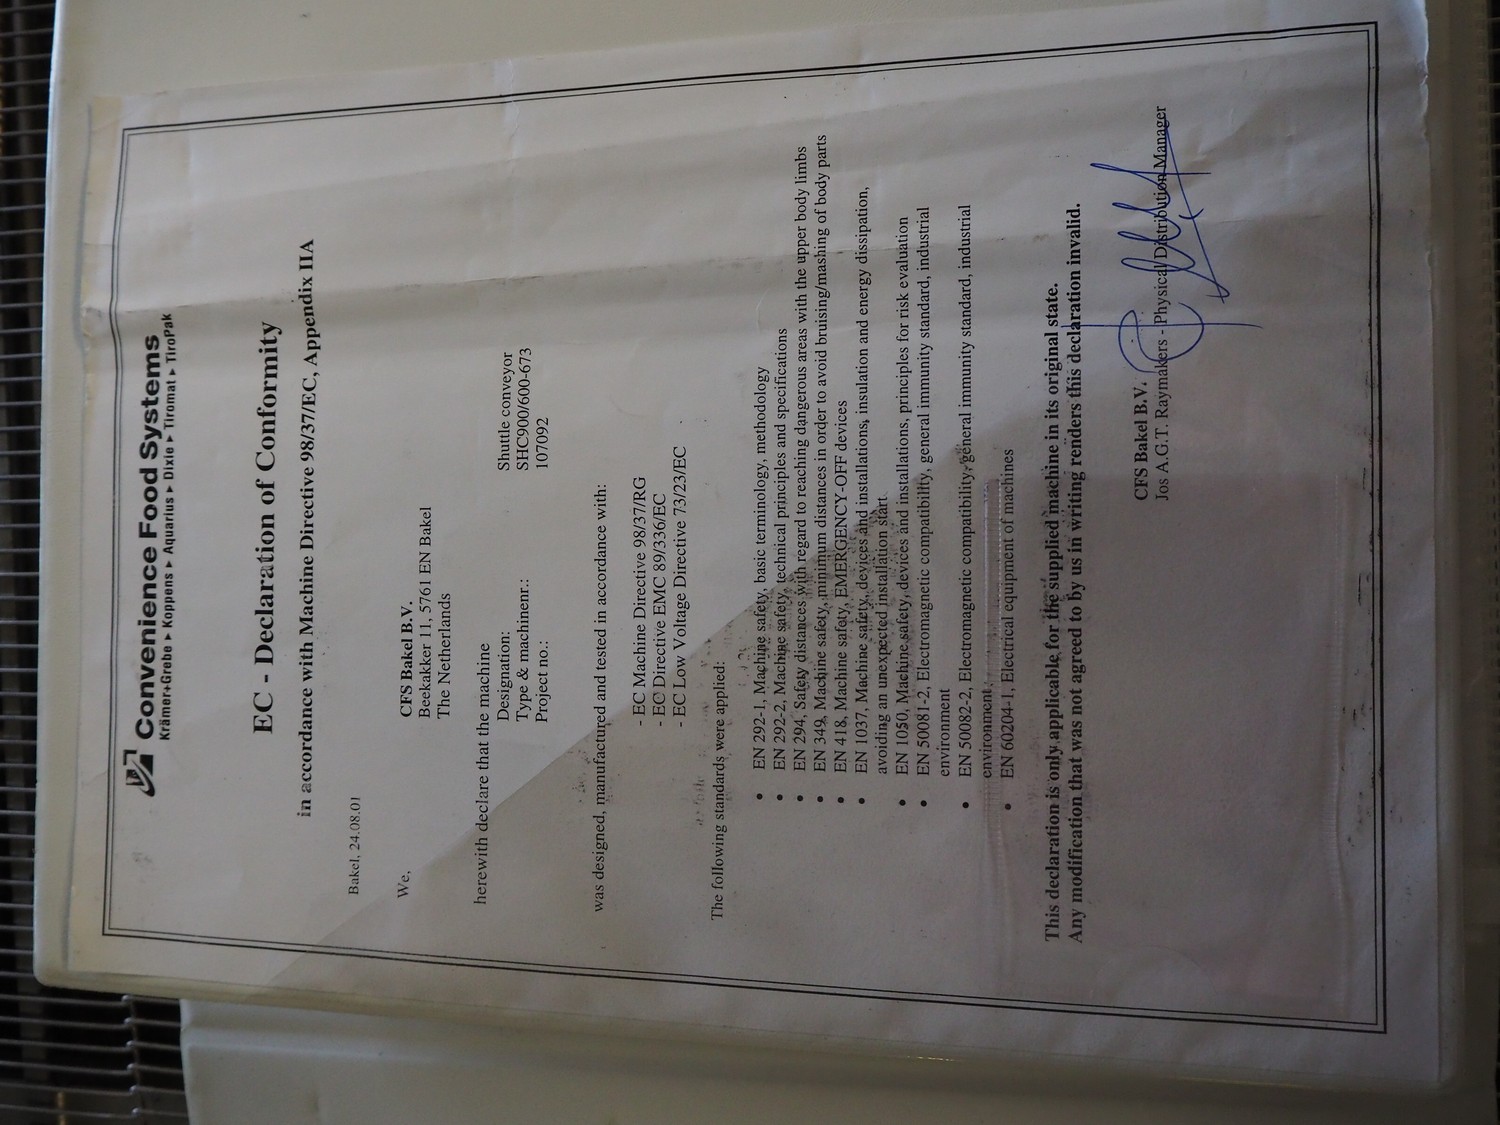 Convenience Food Systems
Krämer+Grebe ▸ Koppens ▸ Aquarius ▸ Dixie ▸ Tiromat ▸ TiroPak
EC - Declaration of Conformity
in accordance with Machine Directive 98/37/EC, Appendix IIA
Bakel, 24.08.01
We,
CFS Bakel B.V.
Beekakker 11, 5761 EN Bakel
The Netherlands
herewith declare that the machine
Designation: Shuttle conveyor
Type & machinenr.: SHC900/600-673
Project no.: 107092
was designed, manufactured and tested in accordance with:
- EC Machine Directive 98/37/RG
- EC Directive EMC 89/336/EC
- EC Low Voltage Directive 73/23/EC
The following standards were applied:
• EN 292-1, Machine safety, basic terminology, methodology
• EN 292-2, Machine safety, technical principles and specifications
• EN 294, Safety distances with regard to reaching dangerous areas with the upper body limbs
• EN 349, Machine safety, minimum distances in order to avoid bruising/mashing of body parts
• EN 418, Machine safety, EMERGENCY-OFF devices
• EN 1037, Machine safety, devices and installations, insulation and energy dissipation,
avoiding an unexpected installation start
• EN 1050, Machine safety, devices and installations, principles for risk evaluation
• EN 50081-2, Electromagnetic compatibility, general immunity standard, industrial
environment
• EN 50082-2, Electromagnetic compatibility, general immunity standard, industrial
environment
• EN 60204-1, Electrical equipment of machines
This declaration is only applicable for the supplied machine in its original state.
Any modification that was not agreed to by us in writing renders this declaration invalid.
CFS Bakel B.V.
Jos A.G.T. Raymakers - Physical Distribution Manager